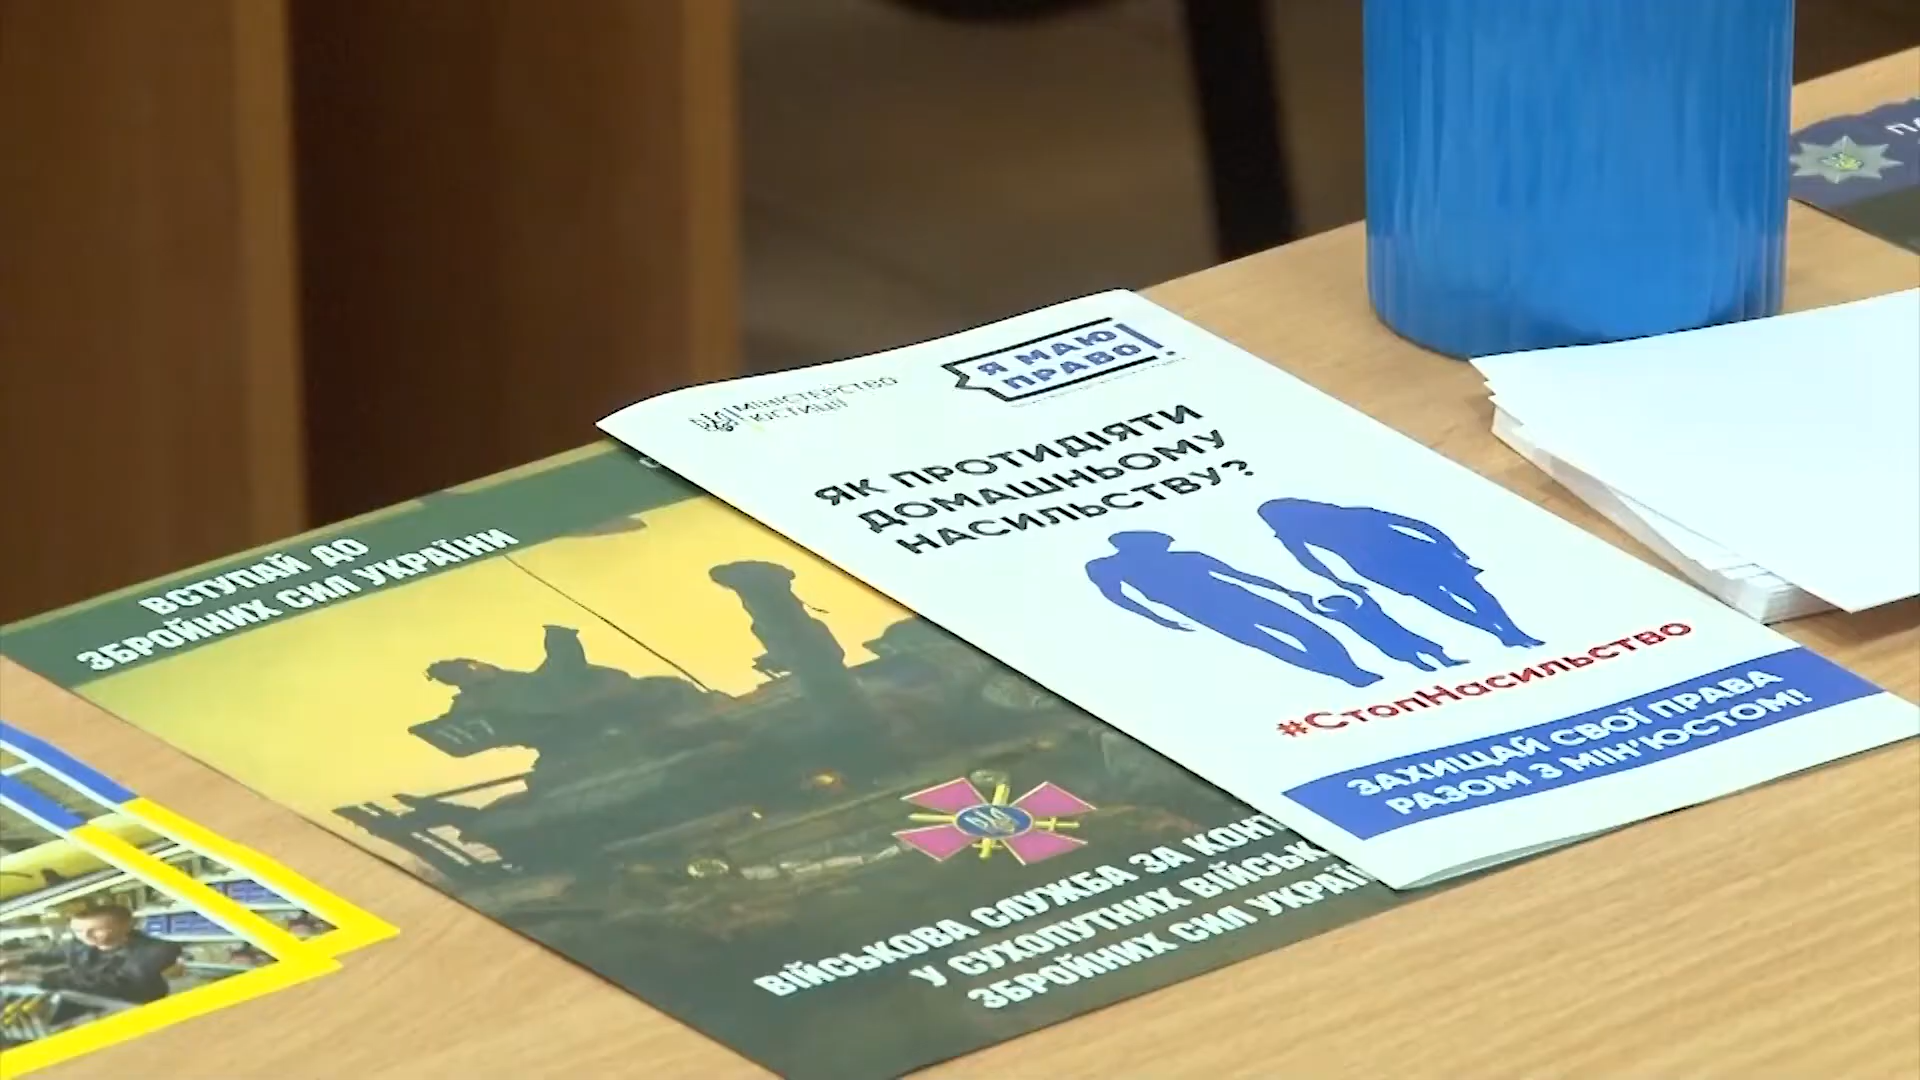 МІНІСТЕРСТВО
ЮСТИЦІЇ
Я МАЮ
ПРАВО!
ЯК ПРОТИДІЯТИ
ДОМАШНЬОМУ
НАСИЛЬСТВУ?
#СтопНасильство
ЗАХИЩАЙ СВОЇ ПРАВА
РАЗОМ З МІН'ЮСТОМ!
ВСТУПАЙ ДО
ЗБРОЙНИХ СИЛ УКРАЇНИ
117
ВІЙСЬКОВА СЛУЖБА ЗА КОНТ
У СУХОПУТНИХ ВІЙСЬК
ЗБРОЙНИХ СИЛ УКРАЇ